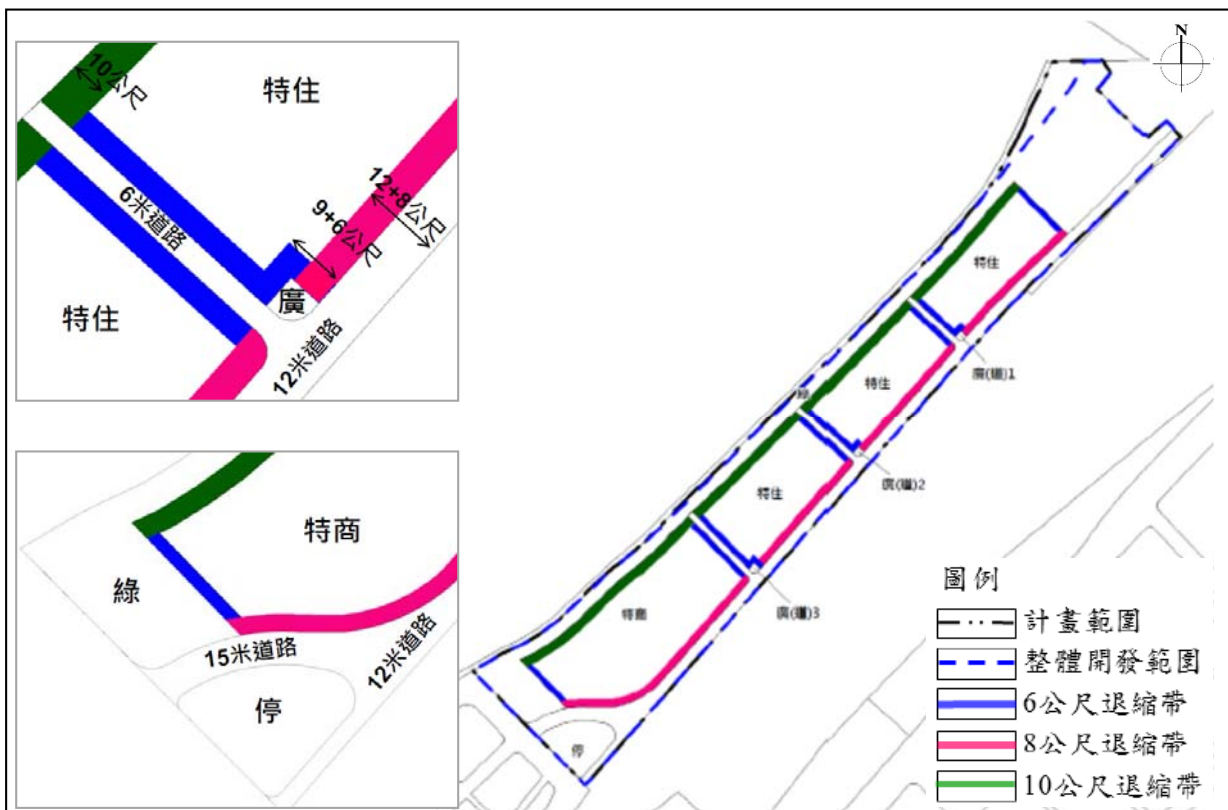 10公尺
特住
6米道路
12+8公尺
9+6公尺
特住
廣
12米道路
特商
綠
15米道路
12米道路
停
N
特住
廣(道)1
特住
綠
廣(道)2
特住
廣(道)3
特商
停
圖例
計畫範圍
整體開發範圍
6公尺退縮帶
8公尺退縮帶
10公尺退縮帶